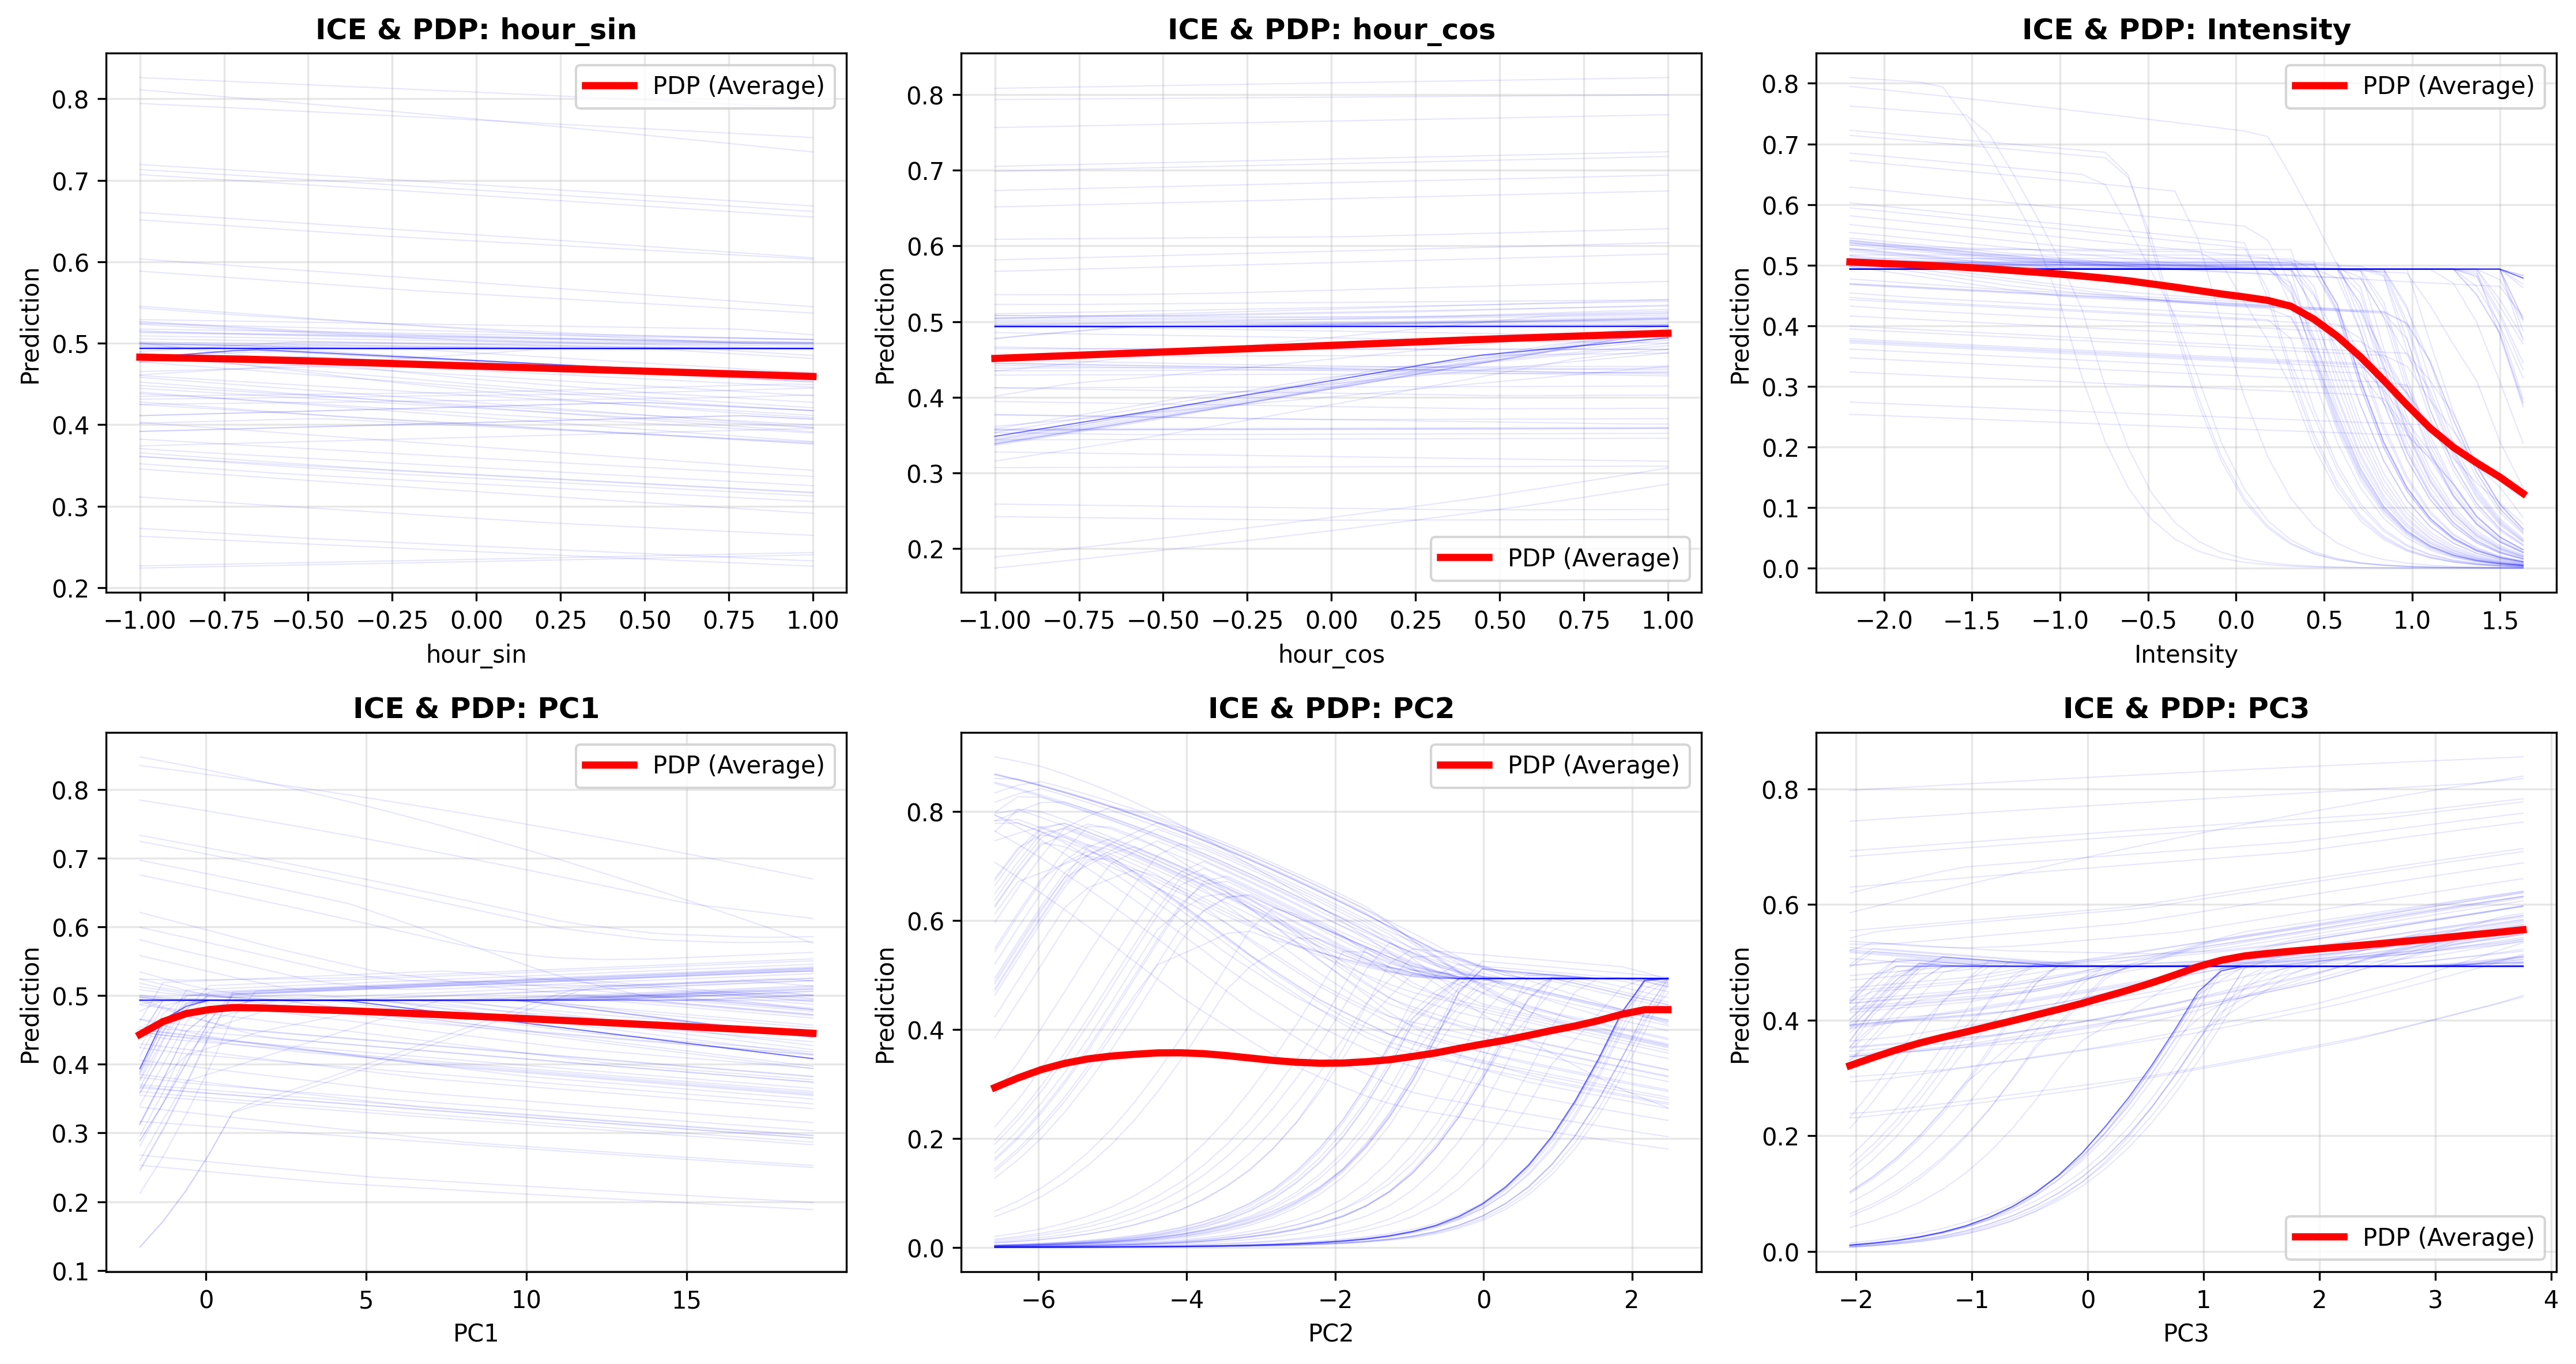 ICE & PDP: hour_sin
PDP (Average)
Prediction
0.8
0.7
0.6
0.5
0.4
0.3
0.2
−1.00 −0.75 −0.50 −0.25 0.00 0.25 0.50 0.75 1.00
hour_sin
ICE & PDP: hour_cos
Prediction
0.8
0.7
0.6
0.5
0.4
0.3
0.2
PDP (Average)
−1.00 −0.75 −0.50 −0.25 0.00 0.25 0.50 0.75 1.00
hour_cos
ICE & PDP: Intensity
PDP (Average)
Prediction
0.8
0.7
0.6
0.5
0.4
0.3
0.2
0.1
0.0
−2.0 −1.5 −1.0 −0.5 0.0 0.5 1.0 1.5
Intensity
ICE & PDP: PC1
PDP (Average)
Prediction
0.8
0.7
0.6
0.5
0.4
0.3
0.2
0.1
0 5 10 15
PC1
ICE & PDP: PC2
PDP (Average)
Prediction
0.8
0.6
0.4
0.2
0.0
−6 −4 −2 0 2
PC2
ICE & PDP: PC3
Prediction
0.8
0.6
0.4
0.2
0.0
PDP (Average)
−2 −1 0 1 2 3 4
PC3